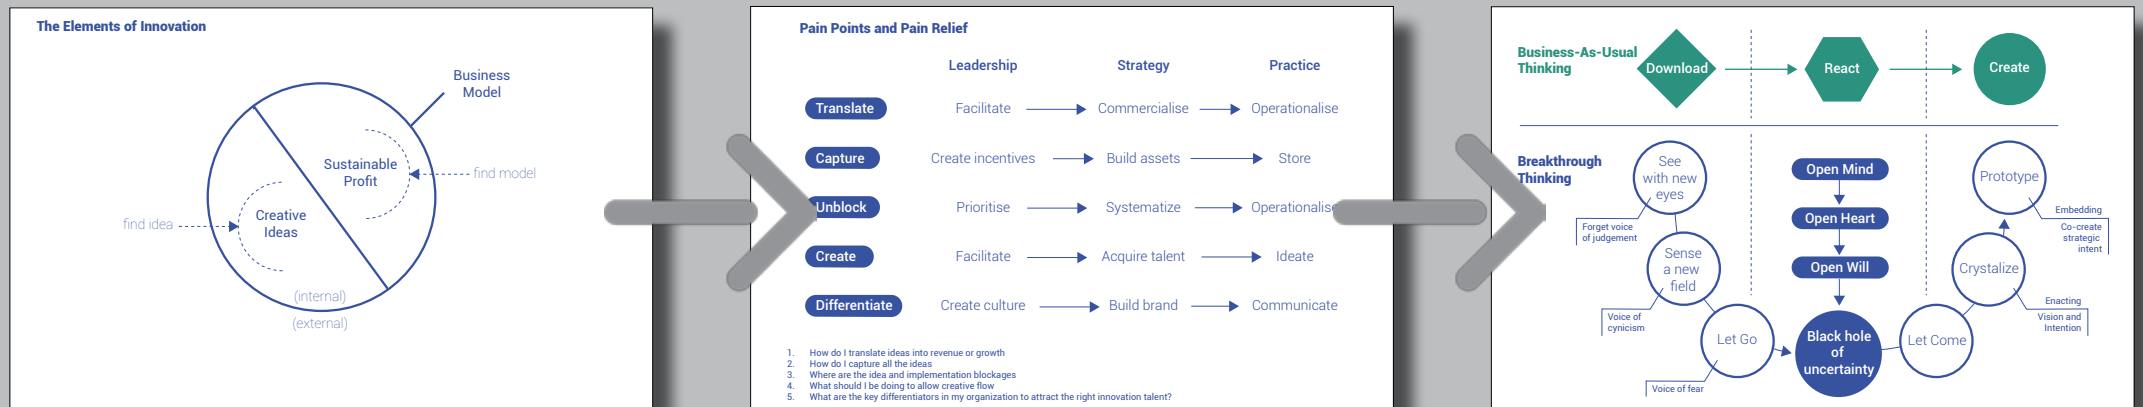 The Elements of Innovation
Business
Model
Sustainable
Profit
find model
find idea
Creative
Ideas
(internal)
(external)
Pain Points and Pain Relief
Leadership Strategy Practice
Translate Facilitate Commercialise Operationalise
Capture Create incentives Build assets Store
Unblock Prioritise Systematize Operationalise
Create Facilitate Acquire talent Ideate
Differentiate Create culture Build brand Communicate
1. How do I translate ideas into revenue or growth
2. How do I capture all the ideas
3. Where are the idea and implementation blockages
4. What should I be doing to allow creative flow
5. What are the key differentiators in my organization to attract the right innovation talent?
Business-As-Usual
Thinking
Download
React
Create
Breakthrough
Thinking
See
with new
eyes
Forget voice
of judgement
Sense
a new
field
Voice of
cynicism
Let Go
Voice of fear
Open Mind
Open Heart
Open Will
Black hole
of
uncertainty
Let Come
Crystalize
Enacting
Vision and
Intention
Prototype
Embedding
Co-create
strategic
intent